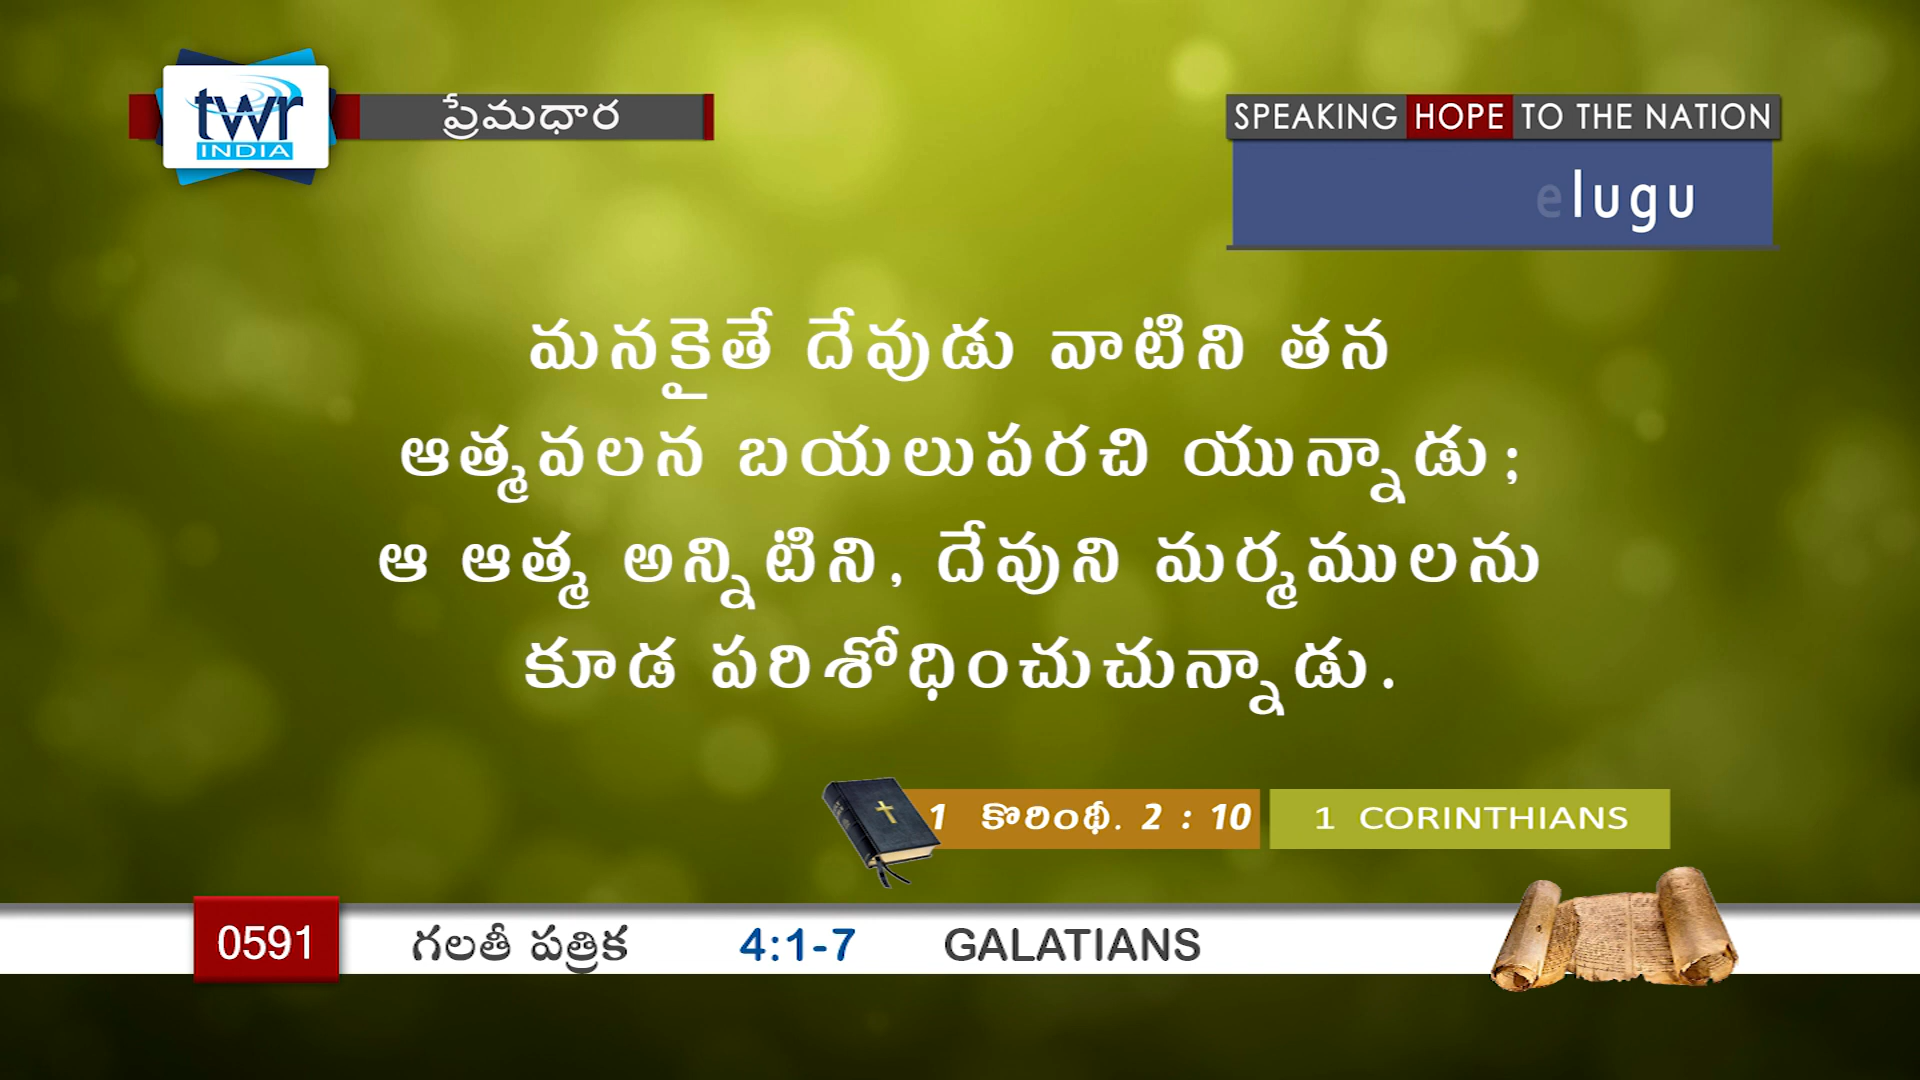 twr
INDIA
ప్రేమధార
SPEAKING HOPE TO THE NATION
elugu
మనకైతే దేవుడు వాటిని తన
ఆత్మవలన బయలుపరచి యున్నాడు;
ఆ ఆత్మ అన్నిటిని, దేవుని మర్మములను
కూడ పరిశోధించుచున్నాడు.
1 కొరింథీ. 2 : 10 1 CORINTHIANS
0591 గలతీ పత్రిక 4:1-7 GALATIANS